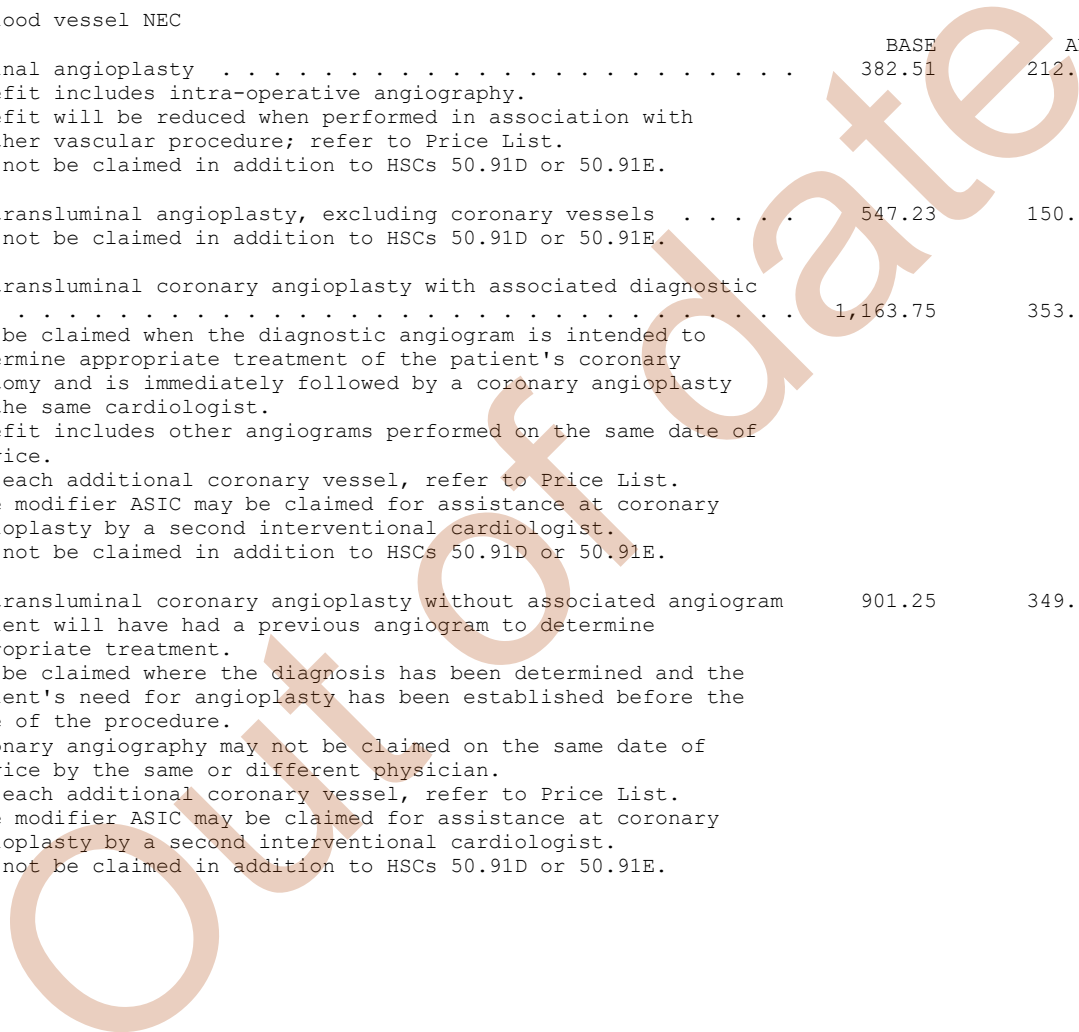 lood vessel NEC
BASE A
nal angioplasty . . . . . . . . . . . . . . . . . . . . . . . 382.51 212.
efit includes intra-operative angiography.
efit will be reduced when performed in association with
her vascular procedure; refer to Price List.
not be claimed in addition to HSCs 50.91D or 50.91E.
ransluminal angioplasty, excluding coronary vessels . . . . . 547.23 150.
not be claimed in addition to HSCs 50.91D or 50.91E.
ransluminal coronary angioplasty with associated diagnostic
. . . . . . . . . . . . . . . . . . . . . . . . . . . . . . . 1,163.75 353.
be claimed when the diagnostic angiogram is intended to
ermine appropriate treatment of the patient's coronary
omy and is immediately followed by a coronary angioplasty
the same cardiologist.
efit includes other angiograms performed on the same date of
ice.
each additional coronary vessel, refer to Price List.
e modifier ASIC may be claimed for assistance at coronary
ioplasty by a second interventional cardiologist.
not be claimed in addition to HSCs 50.91D or 50.91E.
ransluminal coronary angioplasty without associated angiogram 901.25 349.
ient will have had a previous angiogram to determine
ropriate treatment.
be claimed where the diagnosis has been determined and the
ient's need for angioplasty has been established before the
e of the procedure.
onary angiography may not be claimed on the same date of
vice by the same or different physician.
each additional coronary vessel, refer to Price List.
e modifier ASIC may be claimed for assistance at coronary
ioplasty by a second interventional cardiologist.
not be claimed in addition to HSCs 50.91D or 50.91E.
Out of date